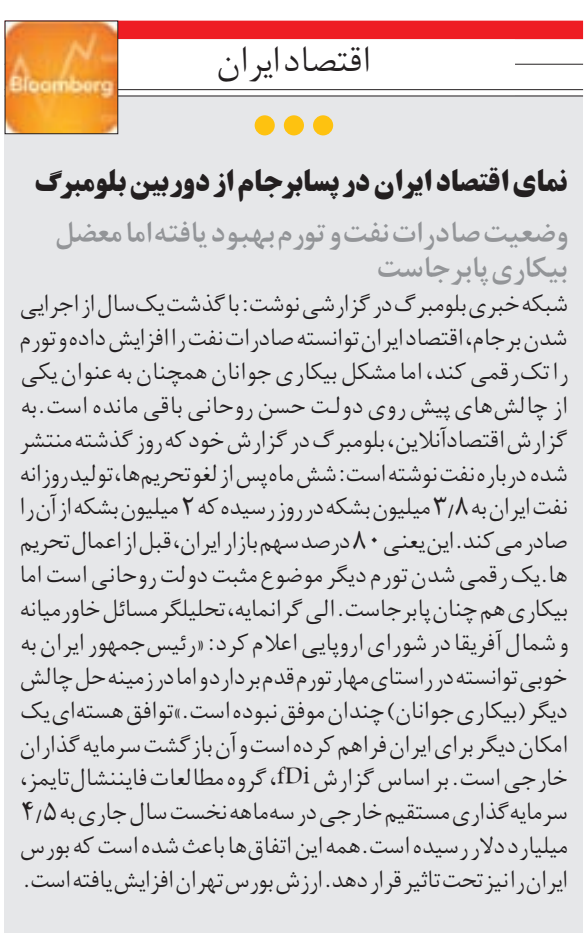 Bloomberg
اقتصاد ایران
نمای اقتصاد ایران در پسابرجام از دوربین بلومبرگ
وضعیت صادرات نفت و تورم بهبود یافته اما معضل
بیکاری پابرجاست
شبکه خبری بلومبرگ در گزارشی نوشت: با گذشت یک‌سال از اجرایی
شدن برجام، اقتصاد ایران توانسته صادرات نفت را افزایش داده و تورم
را تک‌رقمی کند، اما مشکل بیکاری جوانان همچنان به عنوان یکی
از چالش‌های پیش روی دولت حسن روحانی باقی مانده است. به
گزارش اقتصادآنلاین، بلومبرگ در گزارش خود که روز گذشته منتشر
شده درباره نفت نوشته است: شش ماه پس از لغو تحریم‌ها، تولید روزانه
نفت ایران به ۳٫۸ میلیون بشکه در روز رسیده که ۲ میلیون بشکه از آن را
صادر می‌کند. این یعنی ۸۰ درصد سهم بازار ایران، قبل از اعمال تحریم
ها. یک رقمی شدن تورم دیگر موضوع مثبت دولت روحانی است اما
بیکاری هم چنان پابرجاست. الی گرانمایه، تحلیلگر مسائل خاورمیانه
و شمال آفریقا در شورای اروپایی اعلام کرد: «رئیس‌جمهور ایران به
خوبی توانسته در راستای مهار تورم قدم بردارد و اما در زمینه حل چالش
دیگر (بیکاری جوانان) چندان موفق نبوده است.» توافق هسته‌ای یک
امکان دیگر برای ایران فراهم کرده است و آن بازگشت سرمایه گذاران
خارجی است. بر اساس گزارش fDi، گروه مطالعات فایننشال‌تایمز،
سرمایه‌گذاری مستقیم خارجی در سه‌ماهه نخست سال جاری به ۴٫۵
میلیارد دلار رسیده است. همه این اتفاق‌ها باعث شده است که بورس
ایران را نیز تحت تاثیر قرار دهد. ارزش بورس تهران افزایش یافته است.